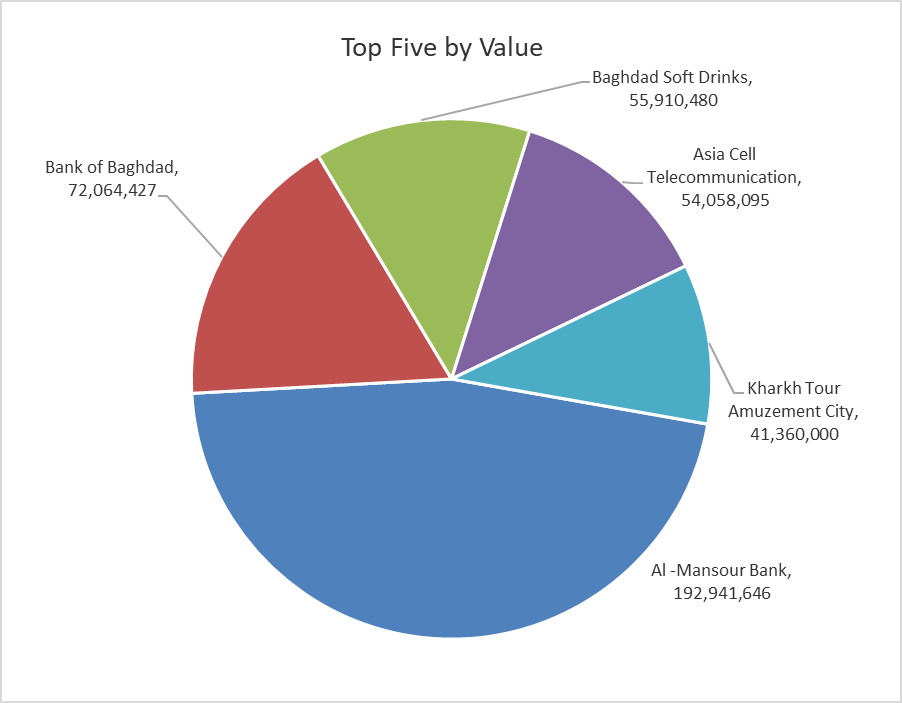 Top Five by Value
Baghdad Soft Drinks,
55,910,480
Asia Cell
Telecommunication,
54,058,095
Bank of Baghdad,
72,064,427
Kharkh Tour
Amuzement City,
41,360,000
Al -Mansour Bank,
192,941,646